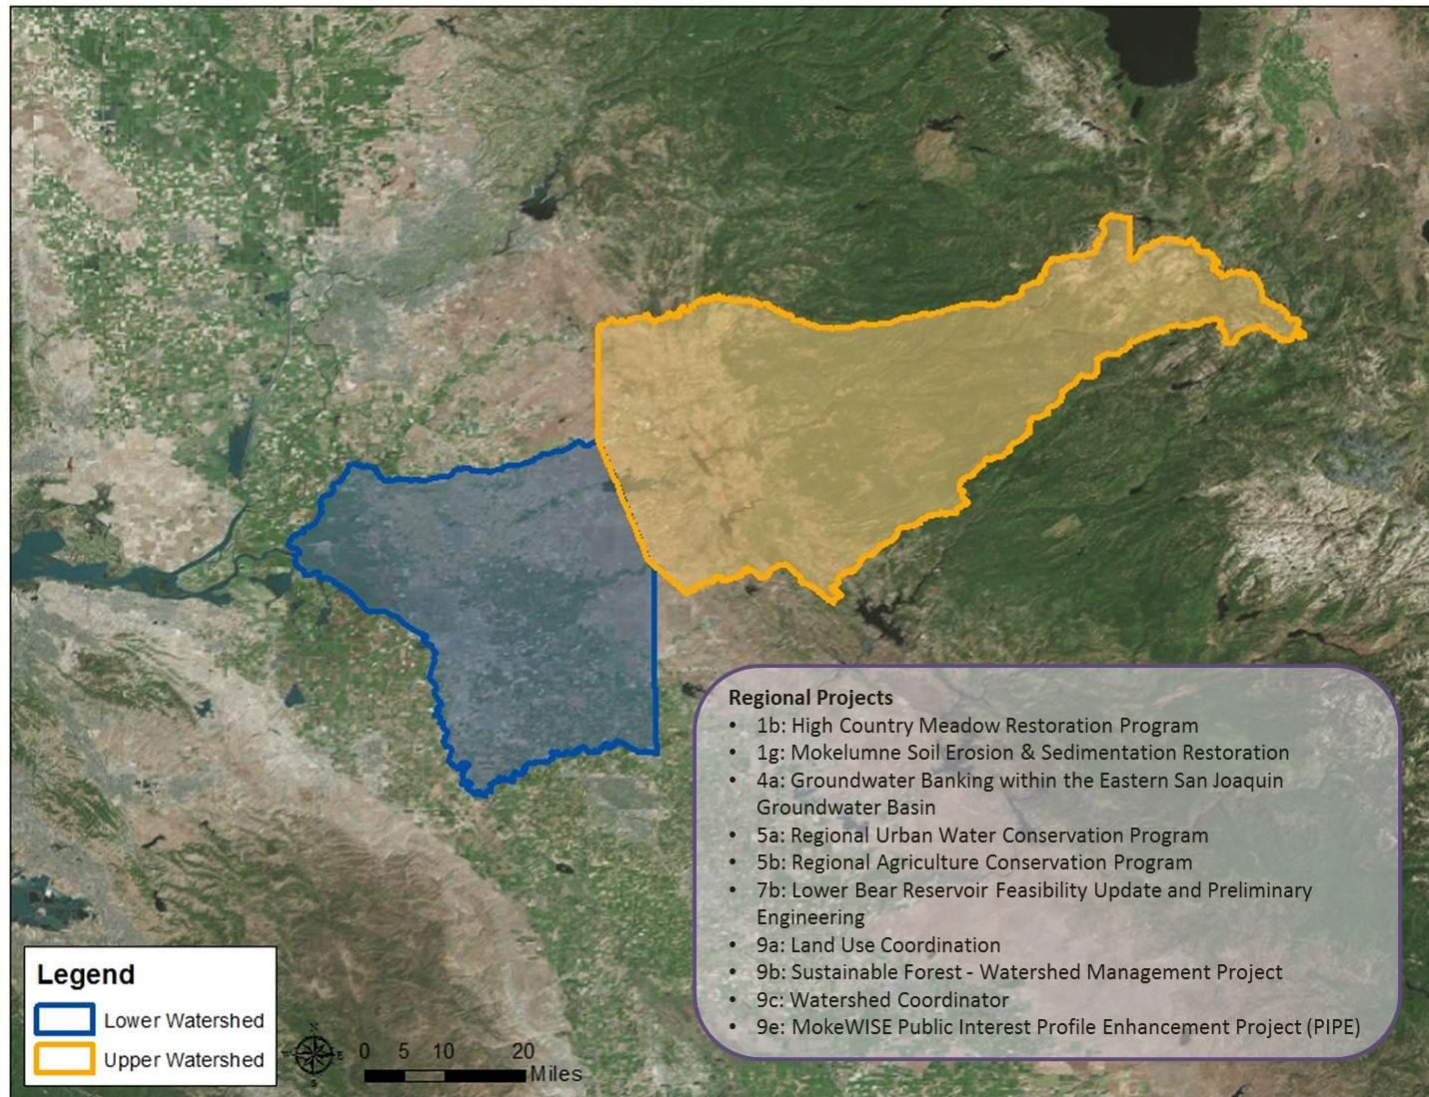 Regional Projects
• 1b: High Country Meadow Restoration Program
• 1g: Mokelumne Soil Erosion & Sedimentation Restoration
• 4a: Groundwater Banking within the Eastern San Joaquin
Groundwater Basin
• 5a: Regional Urban Water Conservation Program
• 5b: Regional Agriculture Conservation Program
• 7b: Lower Bear Reservoir Feasibility Update and Preliminary
Engineering
• 9a: Land Use Coordination
• 9b: Sustainable Forest - Watershed Management Project
• 9c: Watershed Coordinator
• 9e: MokeWISE Public Interest Profile Enhancement Project (PIPE)
Legend
Lower Watershed
Upper Watershed
0 5 10 20
Miles